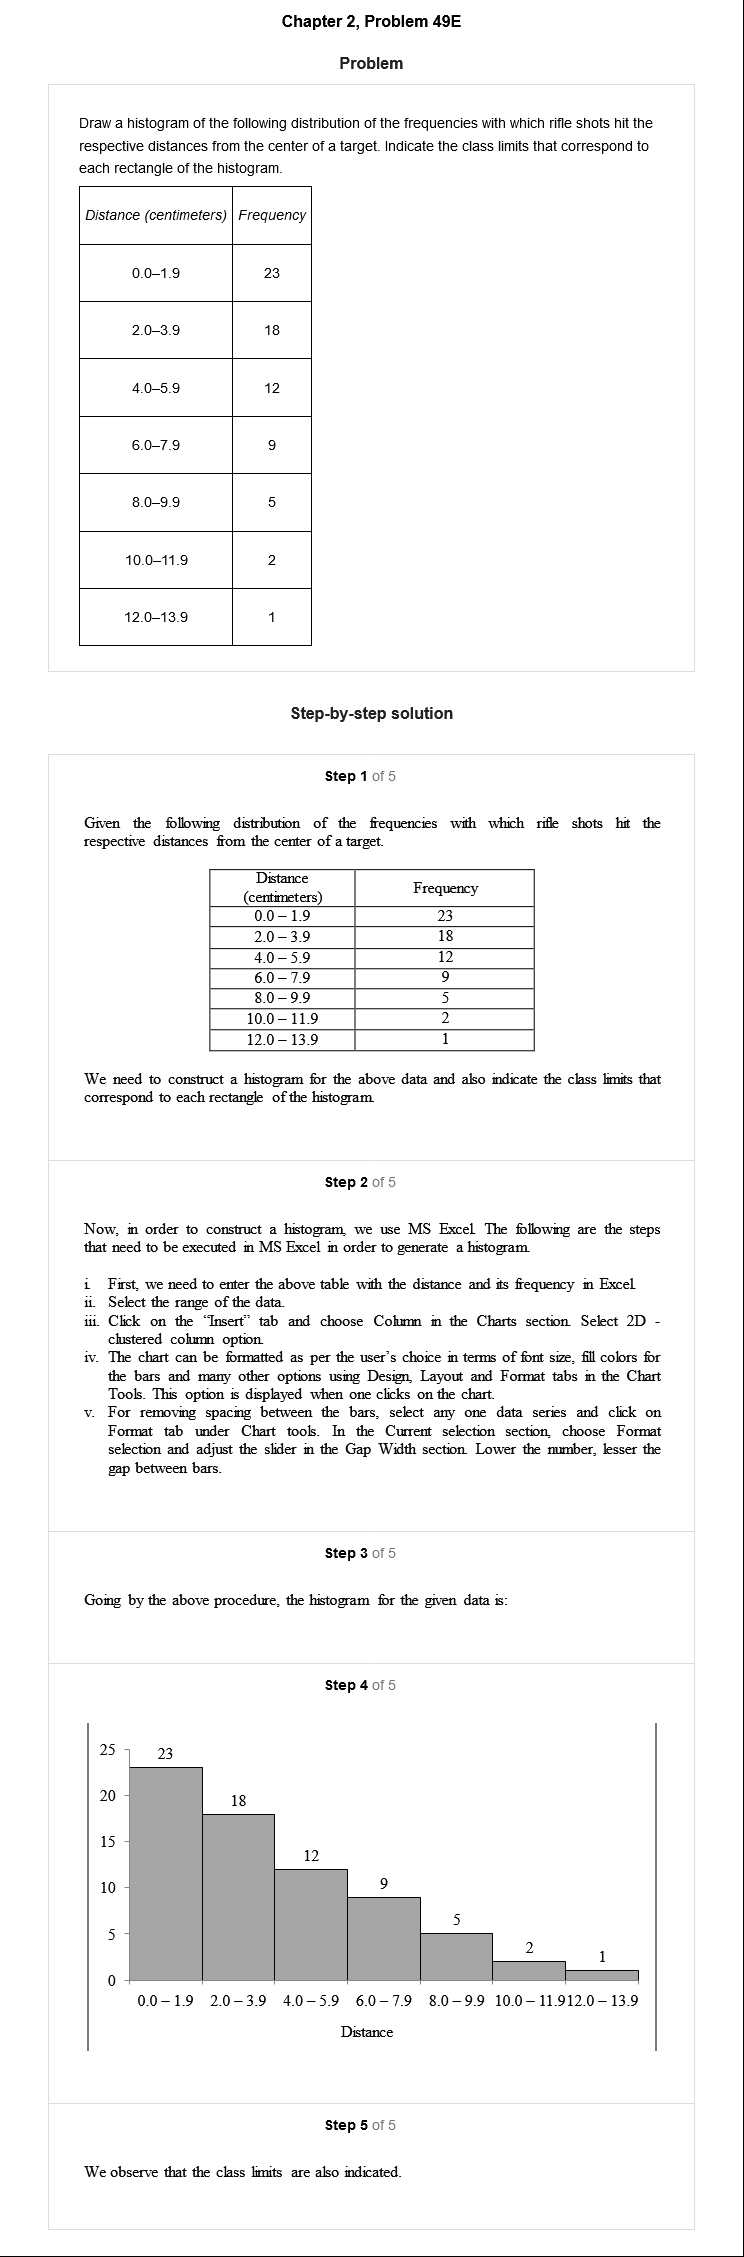 Chapter 2, Problem 49E
Problem
Draw a histogram of the following distribution of the frequencies with which rifle shots hit the
respective distances from the center of a target. Indicate the class limits that correspond to
each rectangle of the histogram.
Distance (centimeters) Frequency
0.0–1.9 23
2.0–3.9 18
4.0–5.9 12
6.0–7.9 9
8.0–9.9 5
10.0–11.9 2
12.0–13.9 1
Step-by-step solution
Step 1 of 5
Given the following distribution of the frequencies with which rifle shots hit the
respective distances from the center of a target.
Distance
(centimeters) Frequency
0.0 – 1.9 23
2.0 – 3.9 18
4.0 – 5.9 12
6.0 – 7.9 9
8.0 – 9.9 5
10.0 – 11.9 2
12.0 – 13.9 1
We need to construct a histogram for the above data and also indicate the class limits that
correspond to each rectangle of the histogram.
Step 2 of 5
Now, in order to construct a histogram, we use MS Excel. The following are the steps
that need to be executed in MS Excel in order to generate a histogram.
i. First, we need to enter the above table with the distance and its frequency in Excel.
ii. Select the range of the data.
iii. Click on the “Insert” tab and choose Column in the Charts section. Select 2D -
clustered column option.
iv. The chart can be formatted as per the user’s choice in terms of font size, fill colors for
the bars and many other options using Design, Layout and Format tabs in the Chart
Tools. This option is displayed when one clicks on the chart.
v. For removing spacing between the bars, select any one data series and click on
Format tab under Chart tools. In the Current selection section, choose Format
selection and adjust the slider in the Gap Width section. Lower the number, lesser the
gap between bars.
Step 3 of 5
Going by the above procedure, the histogram for the given data is:
Step 4 of 5
25
23
20
18
15
12
10
9
5
5
2
1
0
0.0 – 1.9 2.0 – 3.9 4.0 – 5.9 6.0 – 7.9 8.0 – 9.9 10.0 – 11.9 12.0 – 13.9
Distance
Step 5 of 5
We observe that the class limits are also indicated.